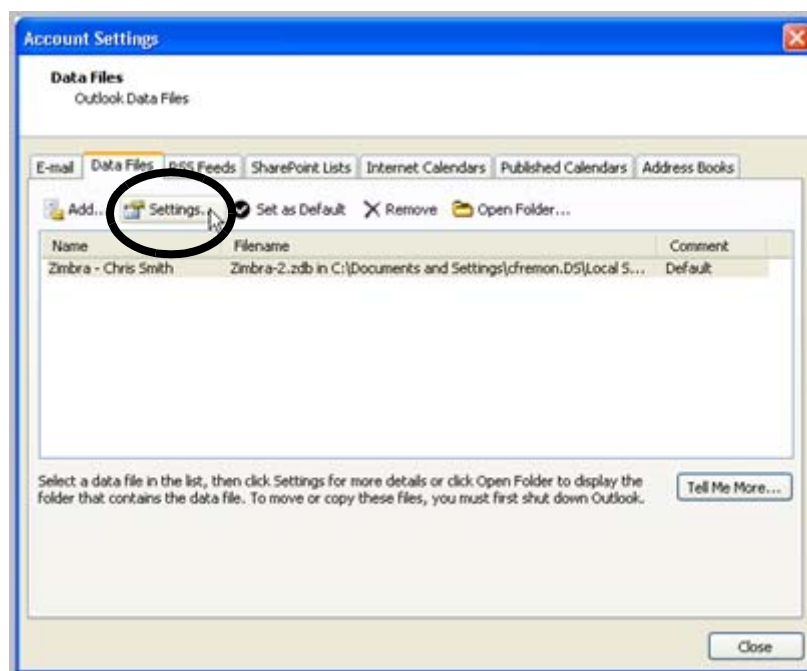 Account Settings
Data Files
Outlook Data Files
E-mail Data Files RSS Feeds SharePoint Lists Internet Calendars Published Calendars Address Books
Add... Settings... Set as Default Remove Open Folder...
Name Filename Comment
Zimbra - Chris Smith Zimbra-2.zdb in C:\Documents and Settings\cfremon.DS\Local S... Default
Select a data file in the list, then click Settings for more details or click Open Folder to display the
folder that contains the data file. To move or copy these files, you must first shut down Outlook.
Tell Me More...
Close